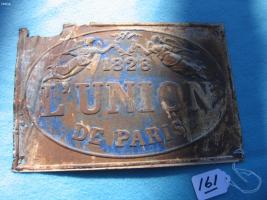 1828
L'UNION
DE PARIS
161